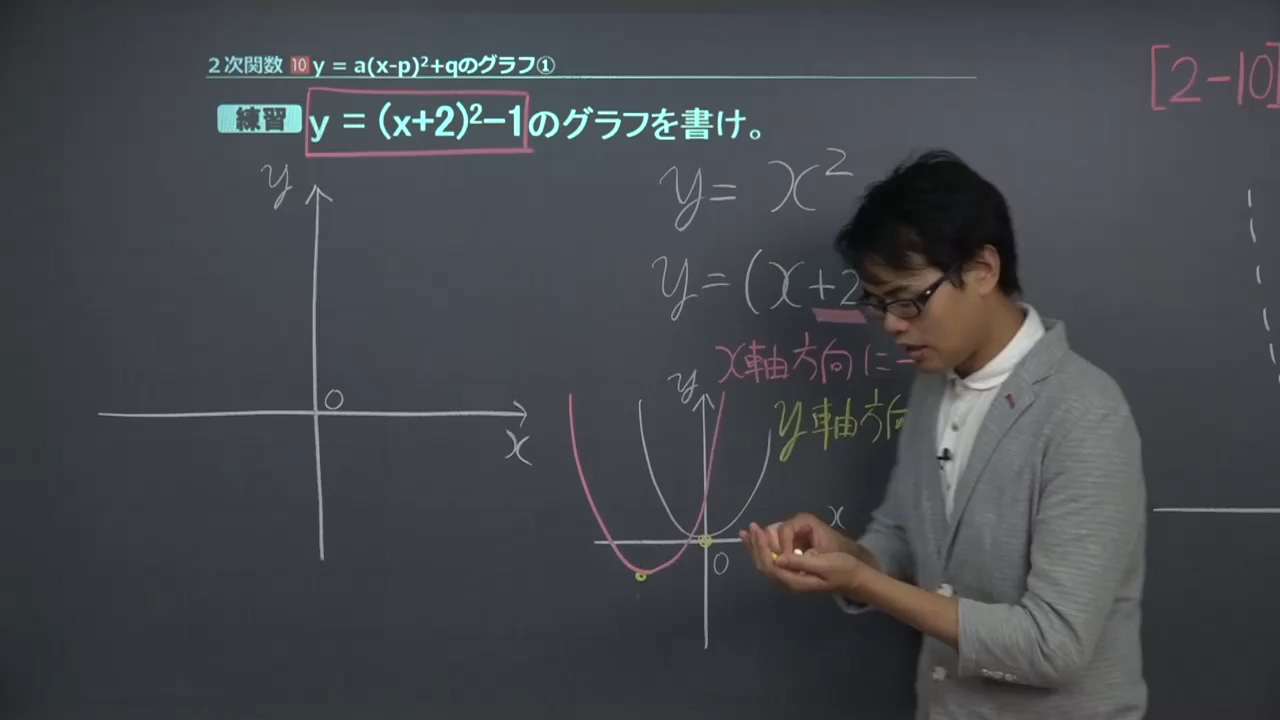 2次関数 10 y = a(x-p)²+qのグラフ①
練習 y = (x+2)²-1のグラフを書け。
[2-10]
y
y = x²
y = (x+2
x軸方向に-
y
y軸方向
O
x
x
O